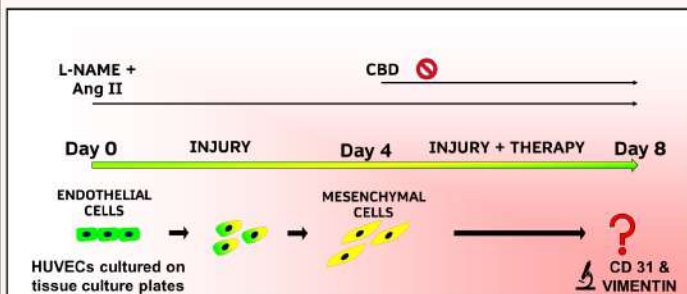 L-NAME +
Ang II
CBD
Day 0
INJURY
Day 4
INJURY + THERAPY
Day 8
ENDOTHELIAL
CELLS
MESENCHYMAL
CELLS
?
HUVECs cultured on
tissue culture plates
CD 31 &
VIMENTIN